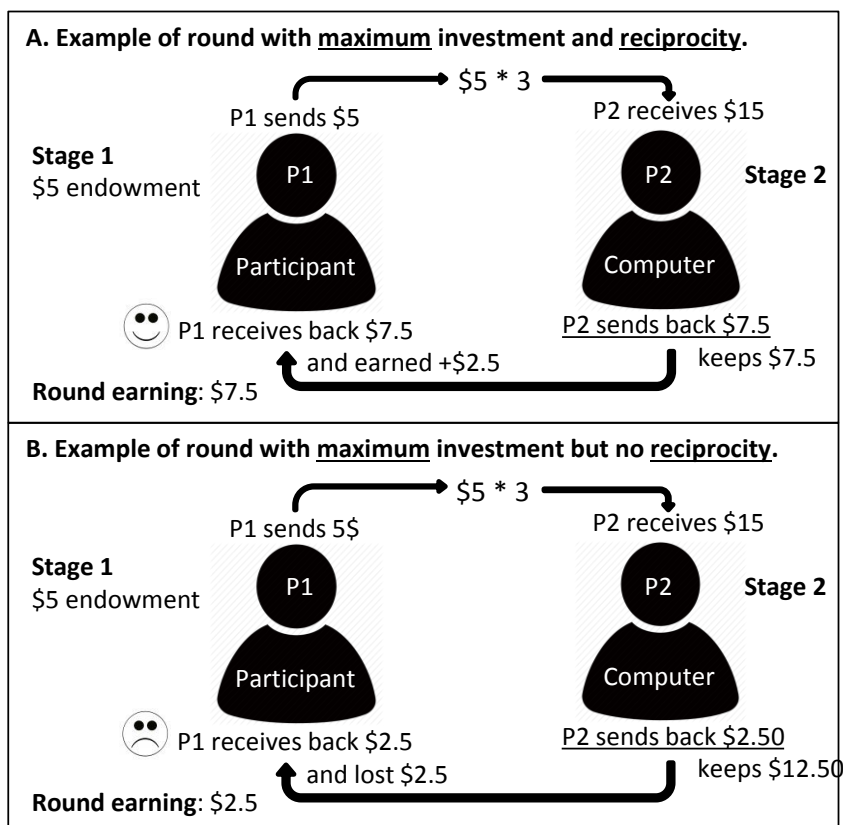 A. Example of round with maximum investment and reciprocity.
$5 * 3
P1 sends $5
P2 receives $15
Stage 1
$5 endowment
P1
P2
Stage 2
Participant
Computer
P1 receives back $7.5
P2 sends back $7.5
and earned +$2.5
keeps $7.5
Round earning: $7.5
B. Example of round with maximum investment but no reciprocity.
$5 * 3
P1 sends 5$
P2 receives $15
Stage 1
$5 endowment
P1
P2
Stage 2
Participant
Computer
P1 receives back $2.5
P2 sends back $2.50
and lost $2.5
keeps $12.50
Round earning: $2.5